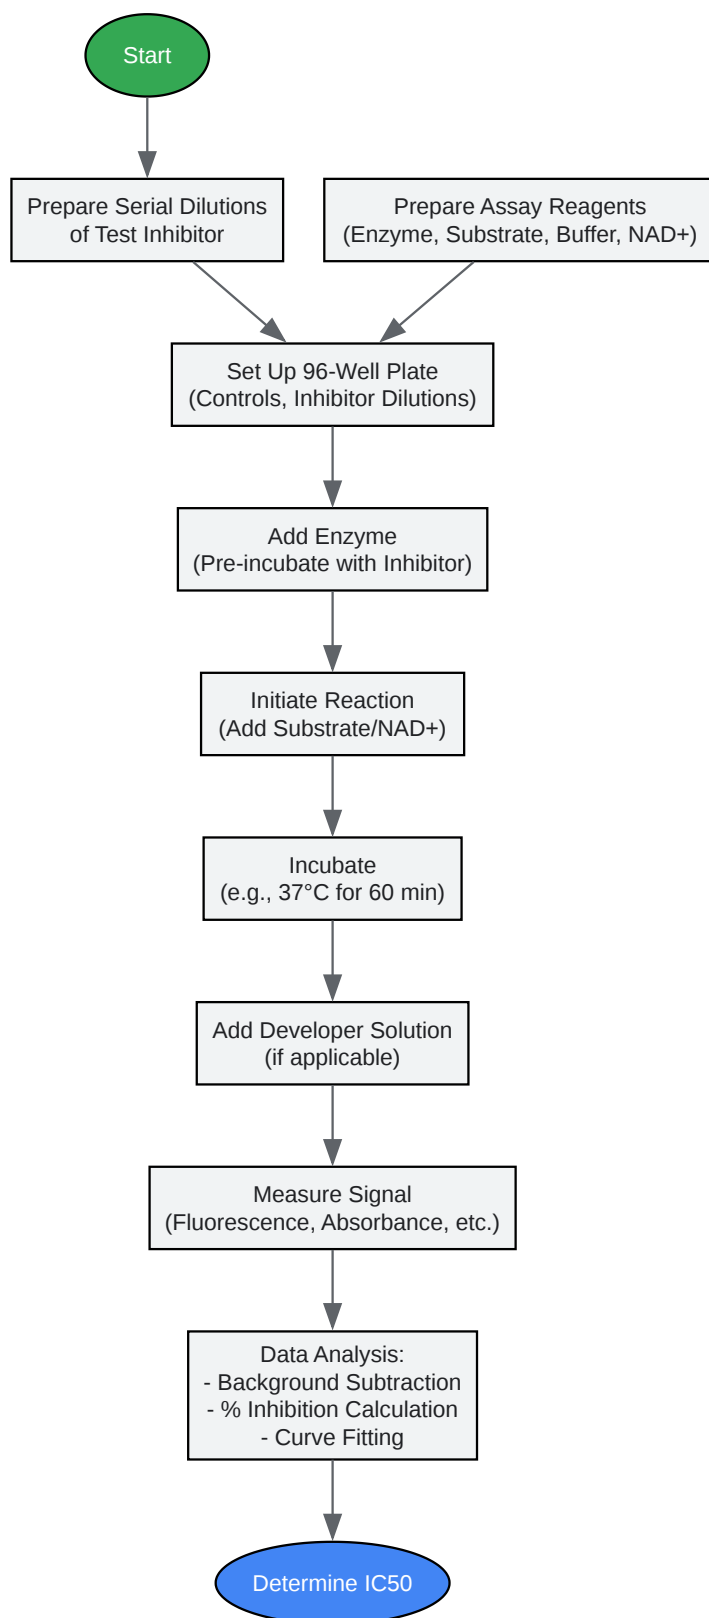 Start
Prepare Serial Dilutions
of Test Inhibitor
Prepare Assay Reagents
(Enzyme, Substrate, Buffer, NAD+)
Set Up 96-Well Plate
(Controls, Inhibitor Dilutions)
Add Enzyme
(Pre-incubate with Inhibitor)
Initiate Reaction
(Add Substrate/NAD+)
Incubate
(e.g., 37°C for 60 min)
Add Developer Solution
(if applicable)
Measure Signal
(Fluorescence, Absorbance, etc.)
Data Analysis:
- Background Subtraction
- % Inhibition Calculation
- Curve Fitting
Determine IC50